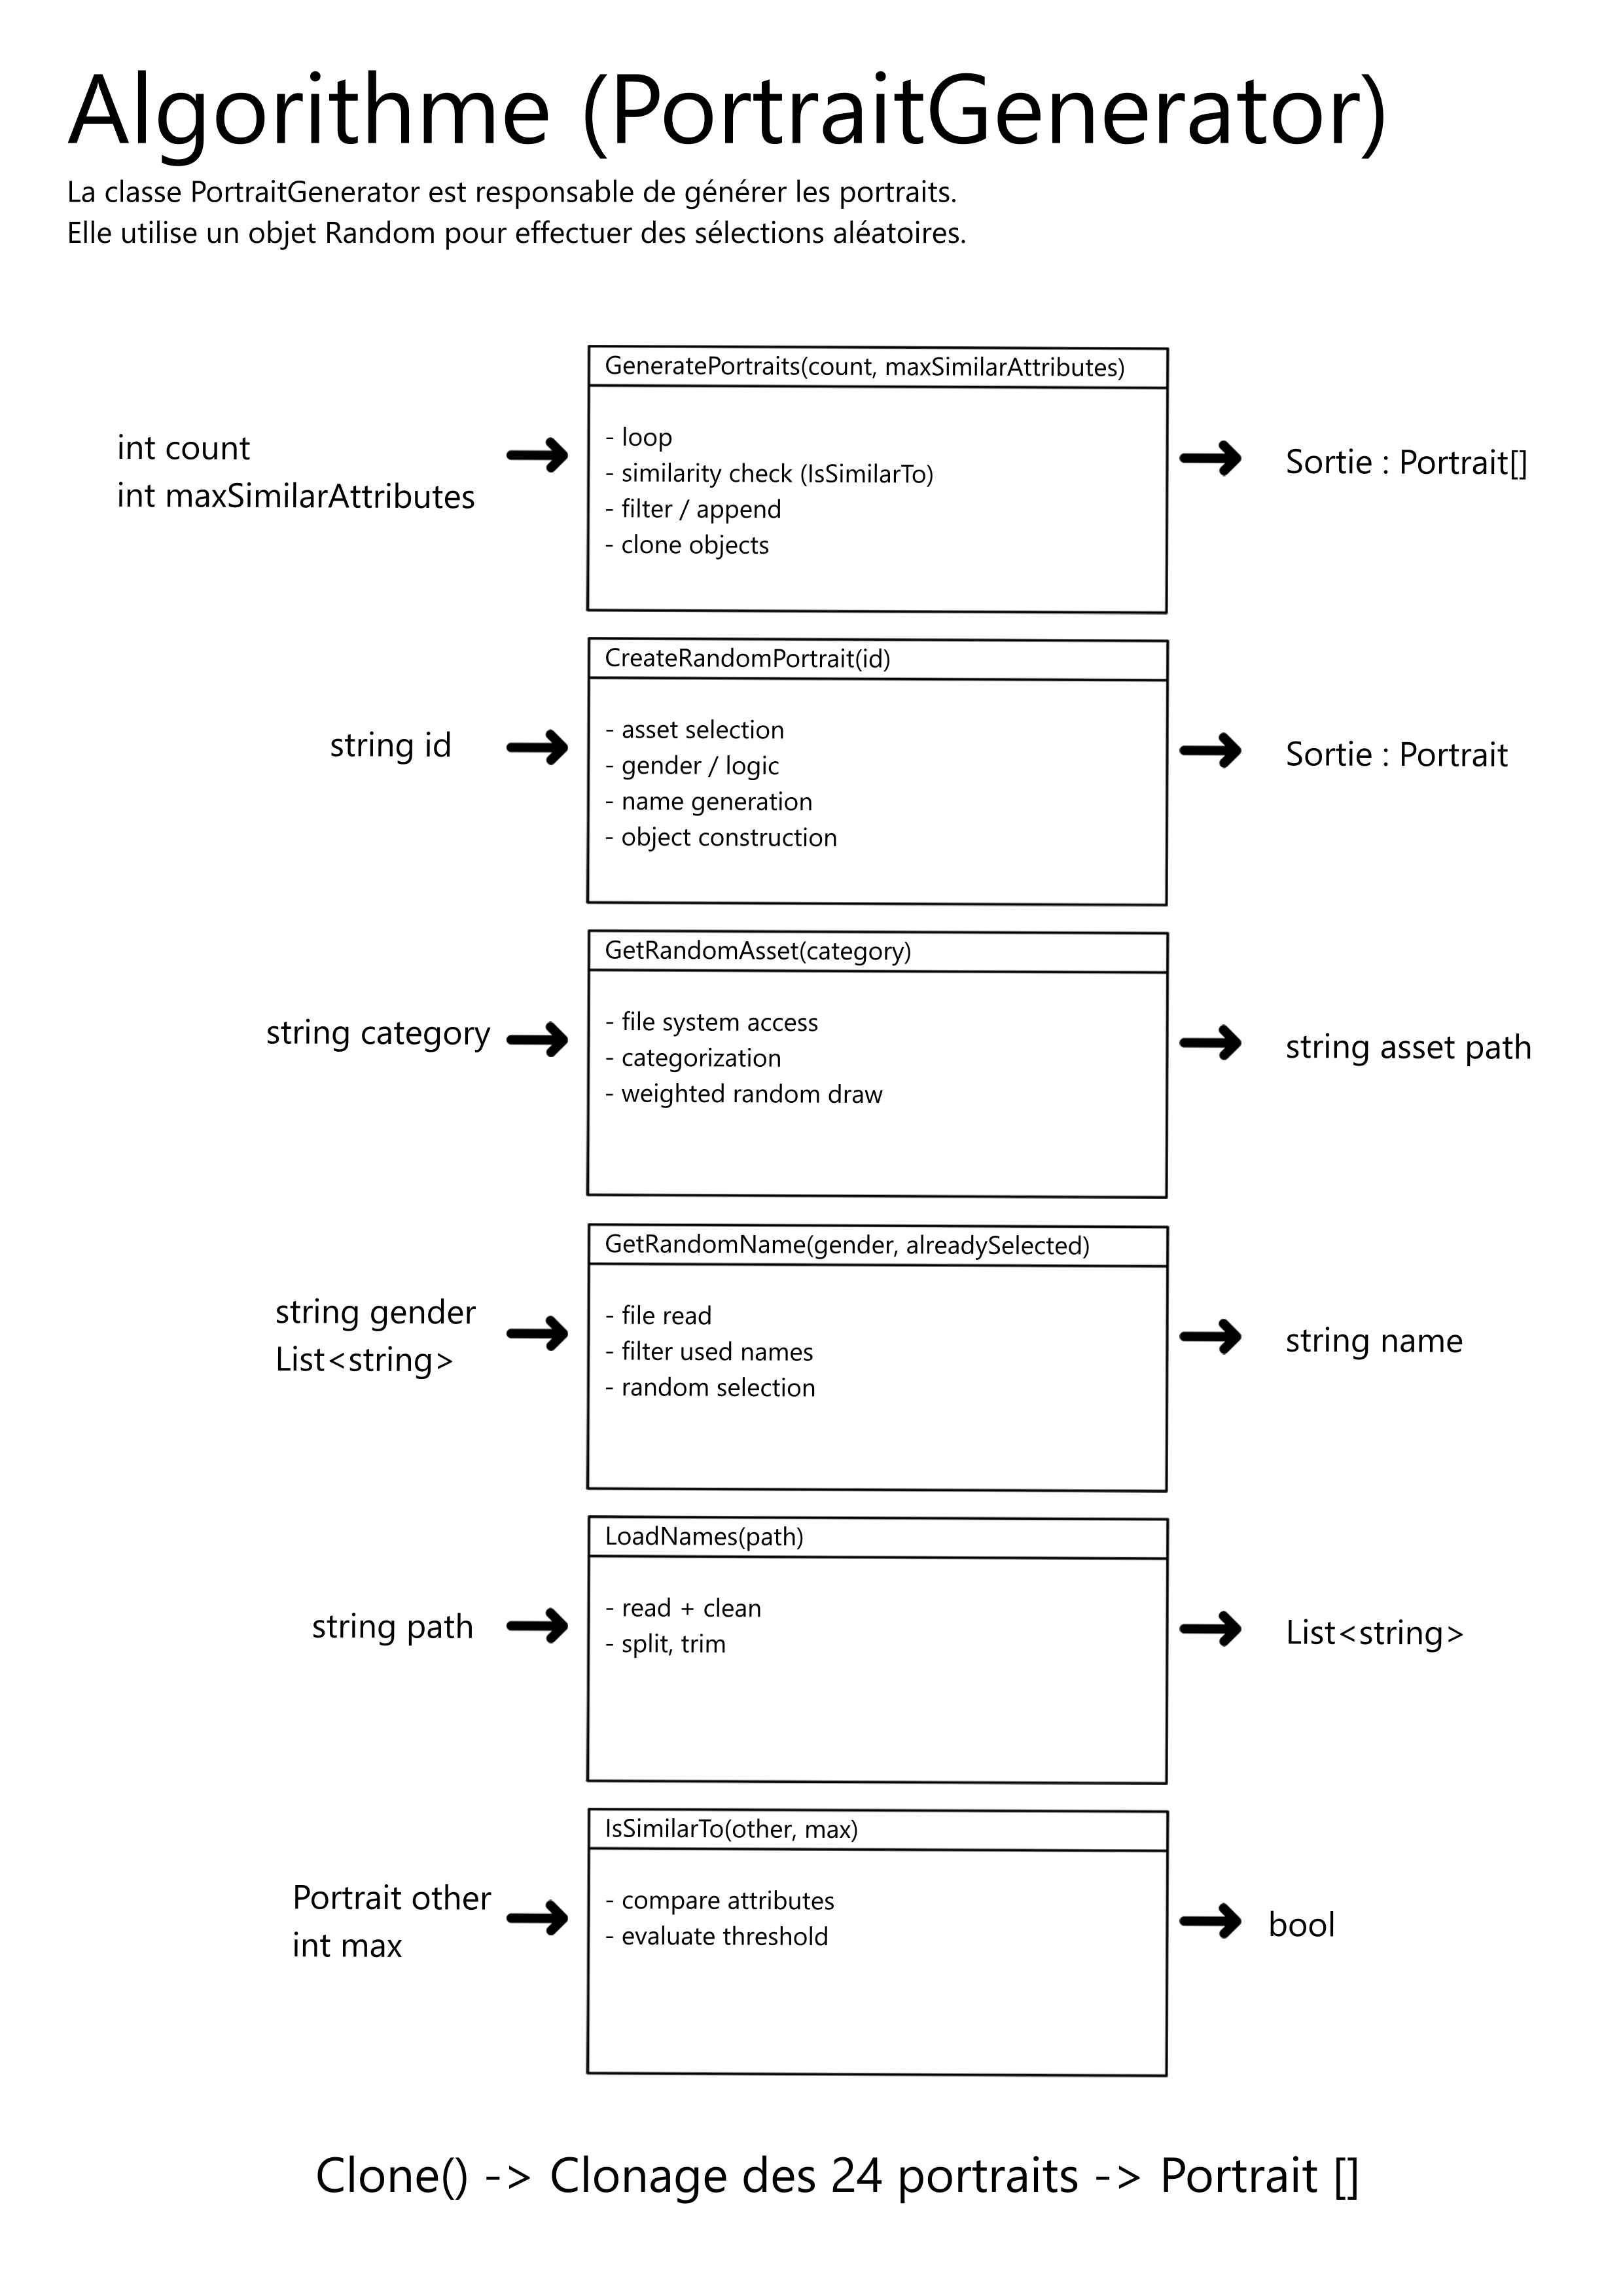 Algorithme (PortraitGenerator)
La classe PortraitGenerator est responsable de générer les portraits.
Elle utilise un objet Random pour effectuer des sélections aléatoires.
GeneratePortraits(count, maxSimilarAttributes)
int count
int maxSimilarAttributes
- loop
- similarity check (IsSimilarTo)
- filter / append
- clone objects
Sortie : Portrait[]
CreateRandomPortrait(id)
string id
- asset selection
- gender / logic
- name generation
- object construction
Sortie : Portrait
GetRandomAsset(category)
string category
- file system access
- categorization
- weighted random draw
string asset path
GetRandomName(gender, alreadySelected)
string gender
List<string>
- file read
- filter used names
- random selection
string name
LoadNames(path)
string path
- read + clean
- split, trim
List<string>
IsSimilarTo(other, max)
Portrait other
int max
- compare attributes
- evaluate threshold
bool
Clone() -> Clonage des 24 portraits -> Portrait []